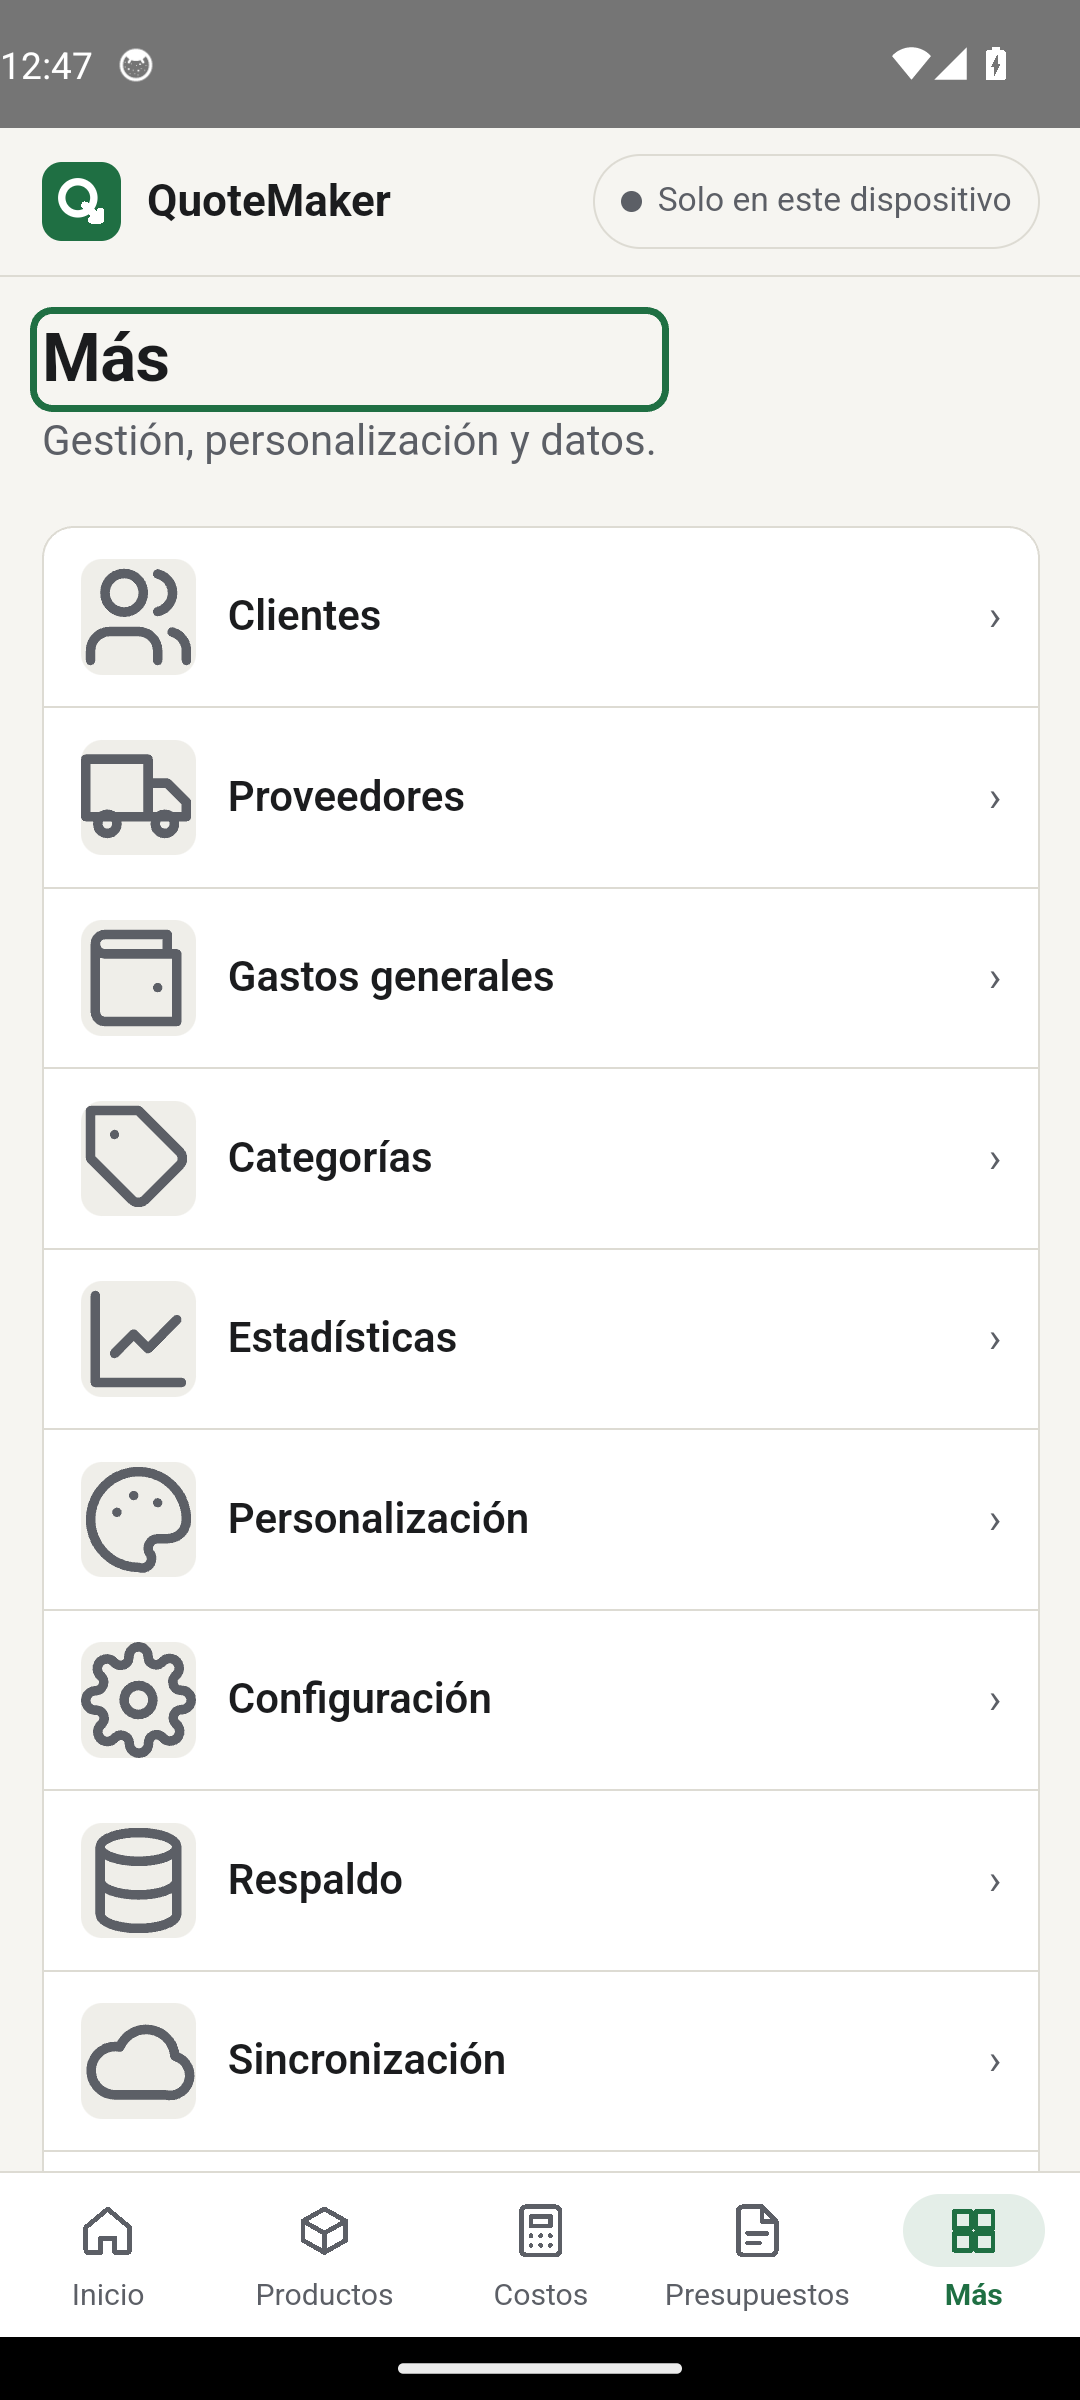 12:47
QuoteMaker
Solo en este dispositivo
Más
Gestión, personalización y datos.
Clientes
Proveedores
Gastos generales
Categorías
Estadísticas
Personalización
Configuración
Respaldo
Sincronización
Inicio
Productos
Costos
Presupuestos
Más